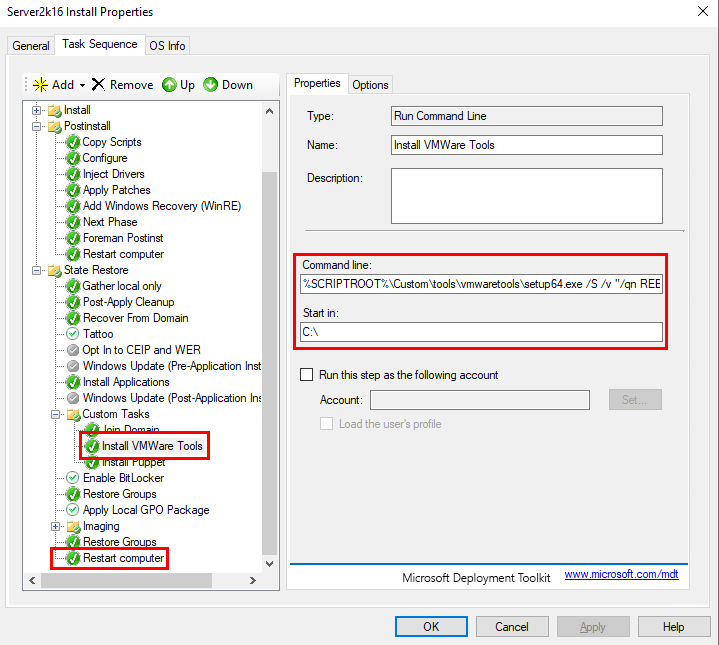 Server2k16 Install Properties
General
Task Sequence
OS Info
Add
Remove
Up
Down
Install
Postinstall
Copy Scripts
Configure
Inject Drivers
Apply Patches
Add Windows Recovery (WinRE)
Next Phase
Foreman Postinst
Restart computer
State Restore
Gather local only
Post-Apply Cleanup
Recover From Domain
Tattoo
Opt In to CEIP and WER
Windows Update (Pre-Application Inst
Install Applications
Windows Update (Post-Application Ins
Custom Tasks
Join Domain
Install VMWare Tools
Install Puppet
Enable BitLocker
Restore Groups
Apply Local GPO Package
Imaging
Restore Groups
Restart computer
Properties
Options
Type:
Run Command Line
Name:
Install VMWare Tools
Description:
Command line:
%SCRIPTROOT%\Custom\tools\vmwaretools\setup64.exe /S /v "/qn REE
Start in:
C:\
Run this step as the following account
Account:
Set...
Load the user's profile
Microsoft Deployment Toolkit
www.microsoft.com/mdt
OK
Cancel
Apply
Help